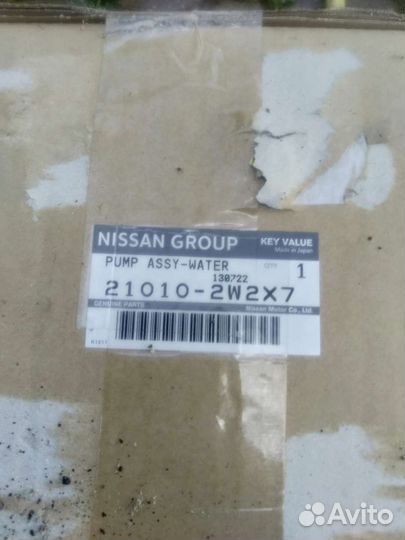 NISSAN GROUP KEY VALUE
Made in Japan
PUMP ASSY-WATER QTY 1
130722
21010-2W2X7
GENUINE PARTS Nissan Motor Co., Ltd.
Avito